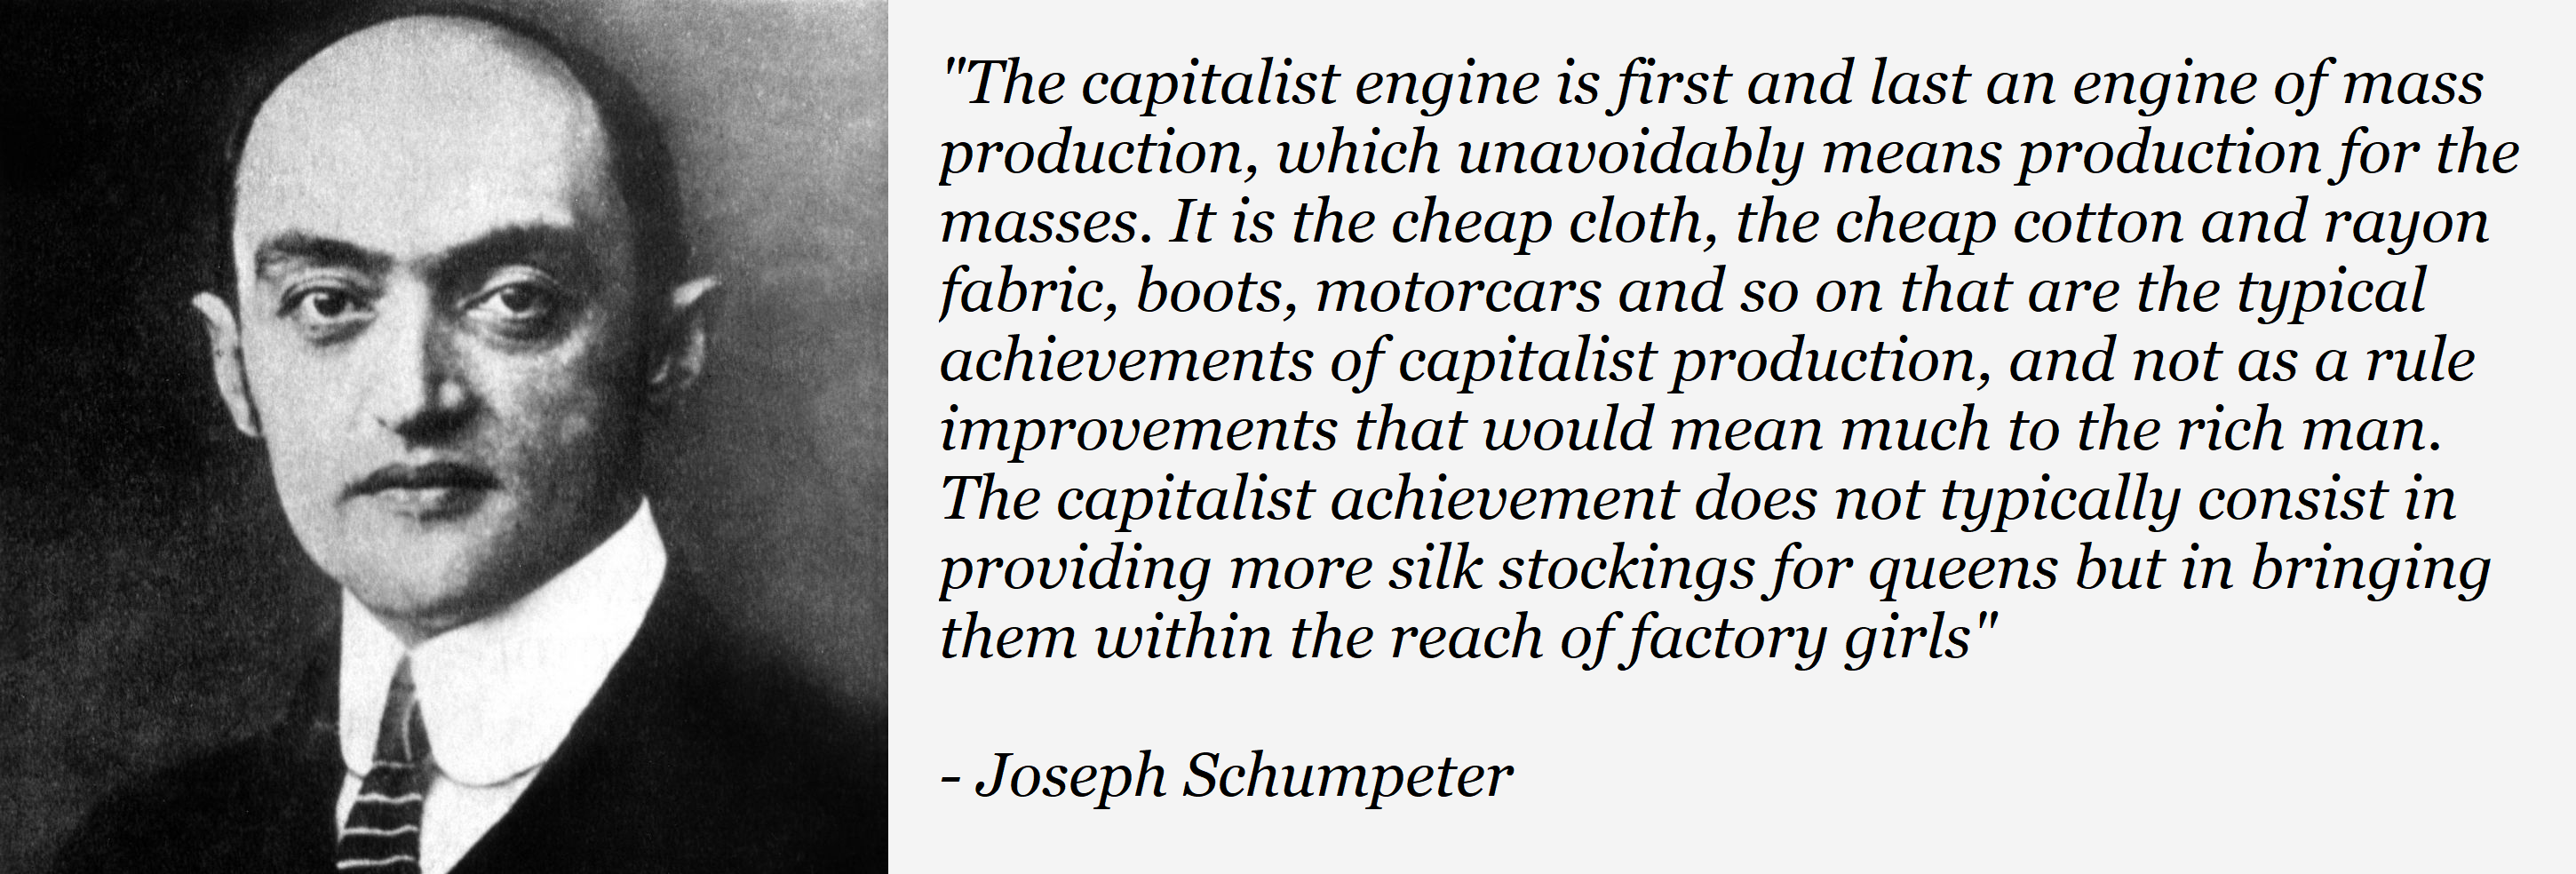 "The capitalist engine is first and last an engine of mass
production, which unavoidably means production for the
masses. It is the cheap cloth, the cheap cotton and rayon
fabric, boots, motorcars and so on that are the typical
achievements of capitalist production, and not as a rule
improvements that would mean much to the rich man.
The capitalist achievement does not typically consist in
providing more silk stockings for queens but in bringing
them within the reach of factory girls"
- Joseph Schumpeter